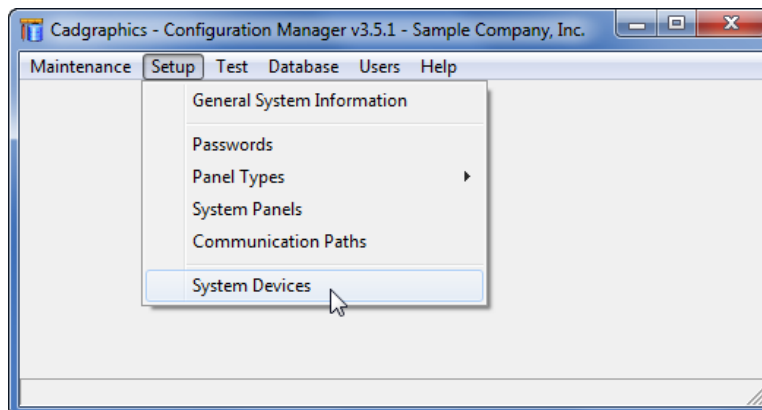 Cadgraphics - Configuration Manager v3.5.1 - Sample Company, Inc.
Maintenance Setup Test Database Users Help
General System Information
Passwords
Panel Types
System Panels
Communication Paths
System Devices